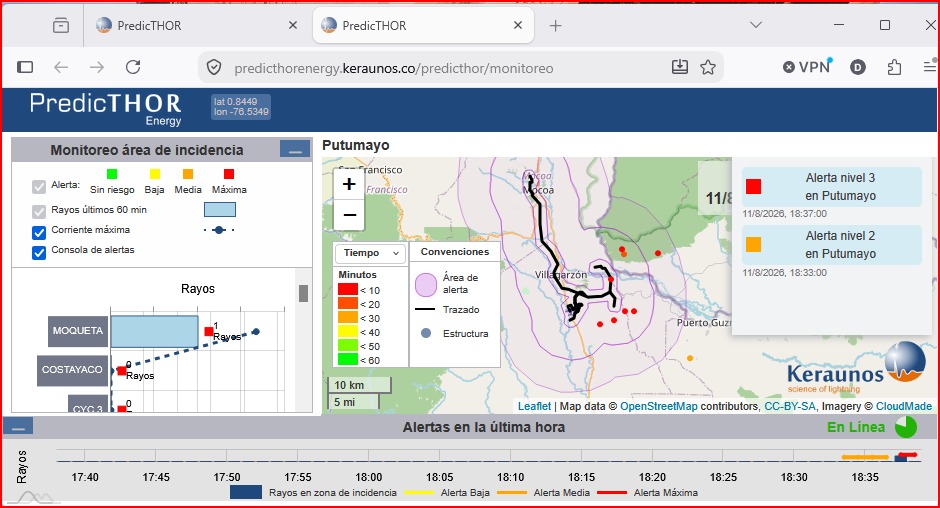 PredicTHOR
PredicTHOR
predicthorenergy.keraunos.co/predicthor/monitoreo
VPN
D
PredicTHOR
Energy
lat 0.8449
lon -76.5349
Monitoreo área de incidencia
Alerta:
Sin riesgo
Baja
Media
Máxima
Rayos últimos 60 min
Corriente máxima
Consola de alertas
Rayos
MOQUETA
1
Rayos
COSTAYACO
0
Rayos
CYC 3
0
Putumayo
San Francisco
Francisco
Mocoa
Mocoa
Villagarzón
Puerto Guz
+
−
Tiempo
Minutos
< 10
< 20
< 30
< 40
< 50
< 60
Convenciones
Área de
alerta
Trazado
Estructura
10 km
5 mi
11/8
Alerta nivel 3
en Putumayo
11/8/2026, 18:37:00
Alerta nivel 2
en Putumayo
11/8/2026, 18:33:00
Keraunos
science of lightning
Leaflet | Map data © OpenStreetMap contributors, CC-BY-SA, Imagery © CloudMade
Alertas en la última hora
En Línea
Rayos
17:40 17:45 17:50 17:55 18:00 18:05 18:10 18:15 18:20 18:25 18:30 18:35
Rayos en zona de incidencia Alerta Baja Alerta Media Alerta Máxima